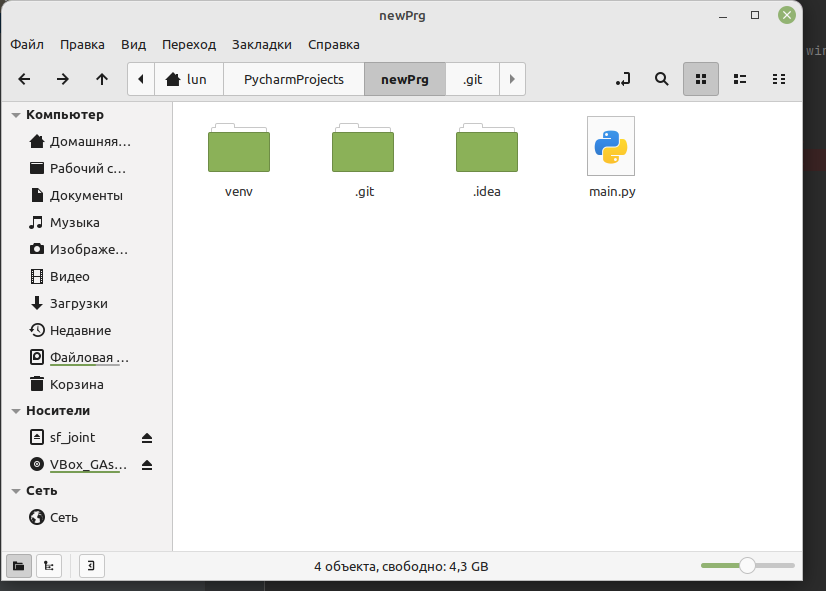 newPrg
Файл Правка Вид Переход Закладки Справка
lun PycharmProjects newPrg .git
Компьютер
Домашняя...
Рабочий с...
Документы
Музыка
Изображе...
Видео
Загрузки
Недавние
Файловая ...
Корзина
Носители
sf_joint
VBox_GAs...
Сеть
Сеть
venv .git .idea main.py
4 объекта, свободно: 4,3 GB